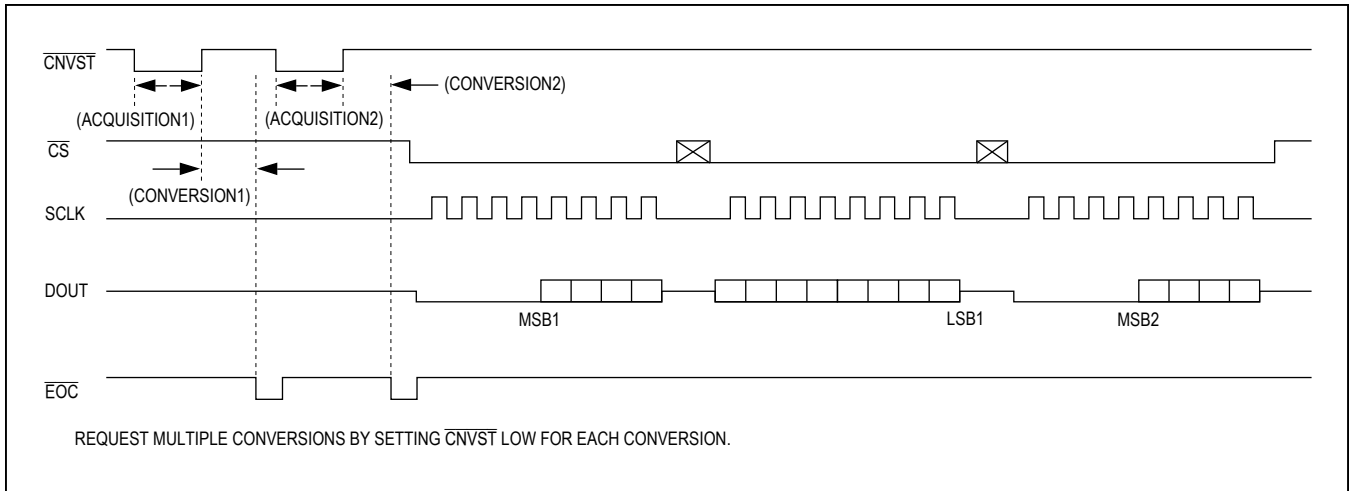 CNVST
(CONVERSION2)
(ACQUISITION1)
(ACQUISITION2)
CS
(CONVERSION1)
SCLK
DOUT
MSB1
LSB1
MSB2
EOC
REQUEST MULTIPLE CONVERSIONS BY SETTING CNVST LOW FOR EACH CONVERSION.